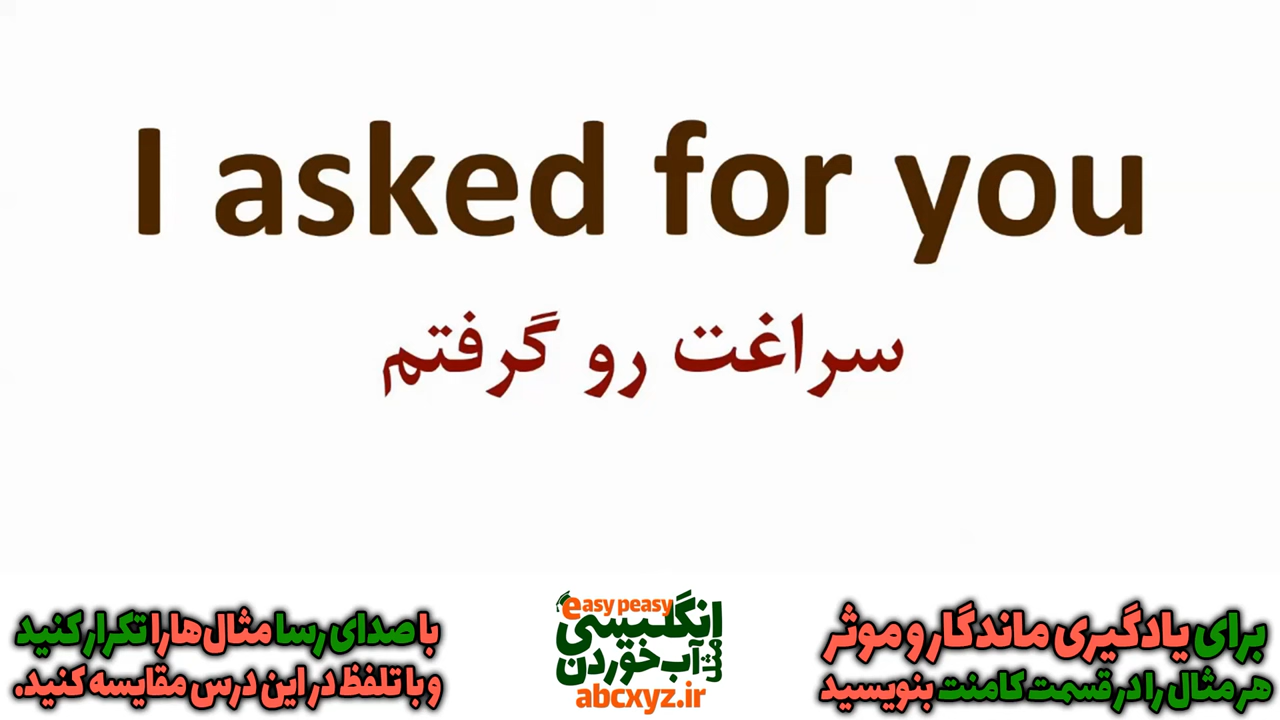 I asked for you
سراغت رو گرفتم
برای یادگیری ماندگار و موثر
هر مثال را در قسمت کامنت بنویسید
easy peasy
انگلیسی
مثل آب خوردن
abcxyz.ir
با صدای رسا مثال‌ها را تکرار کنید
و با تلفظ در این درس مقایسه کنید.